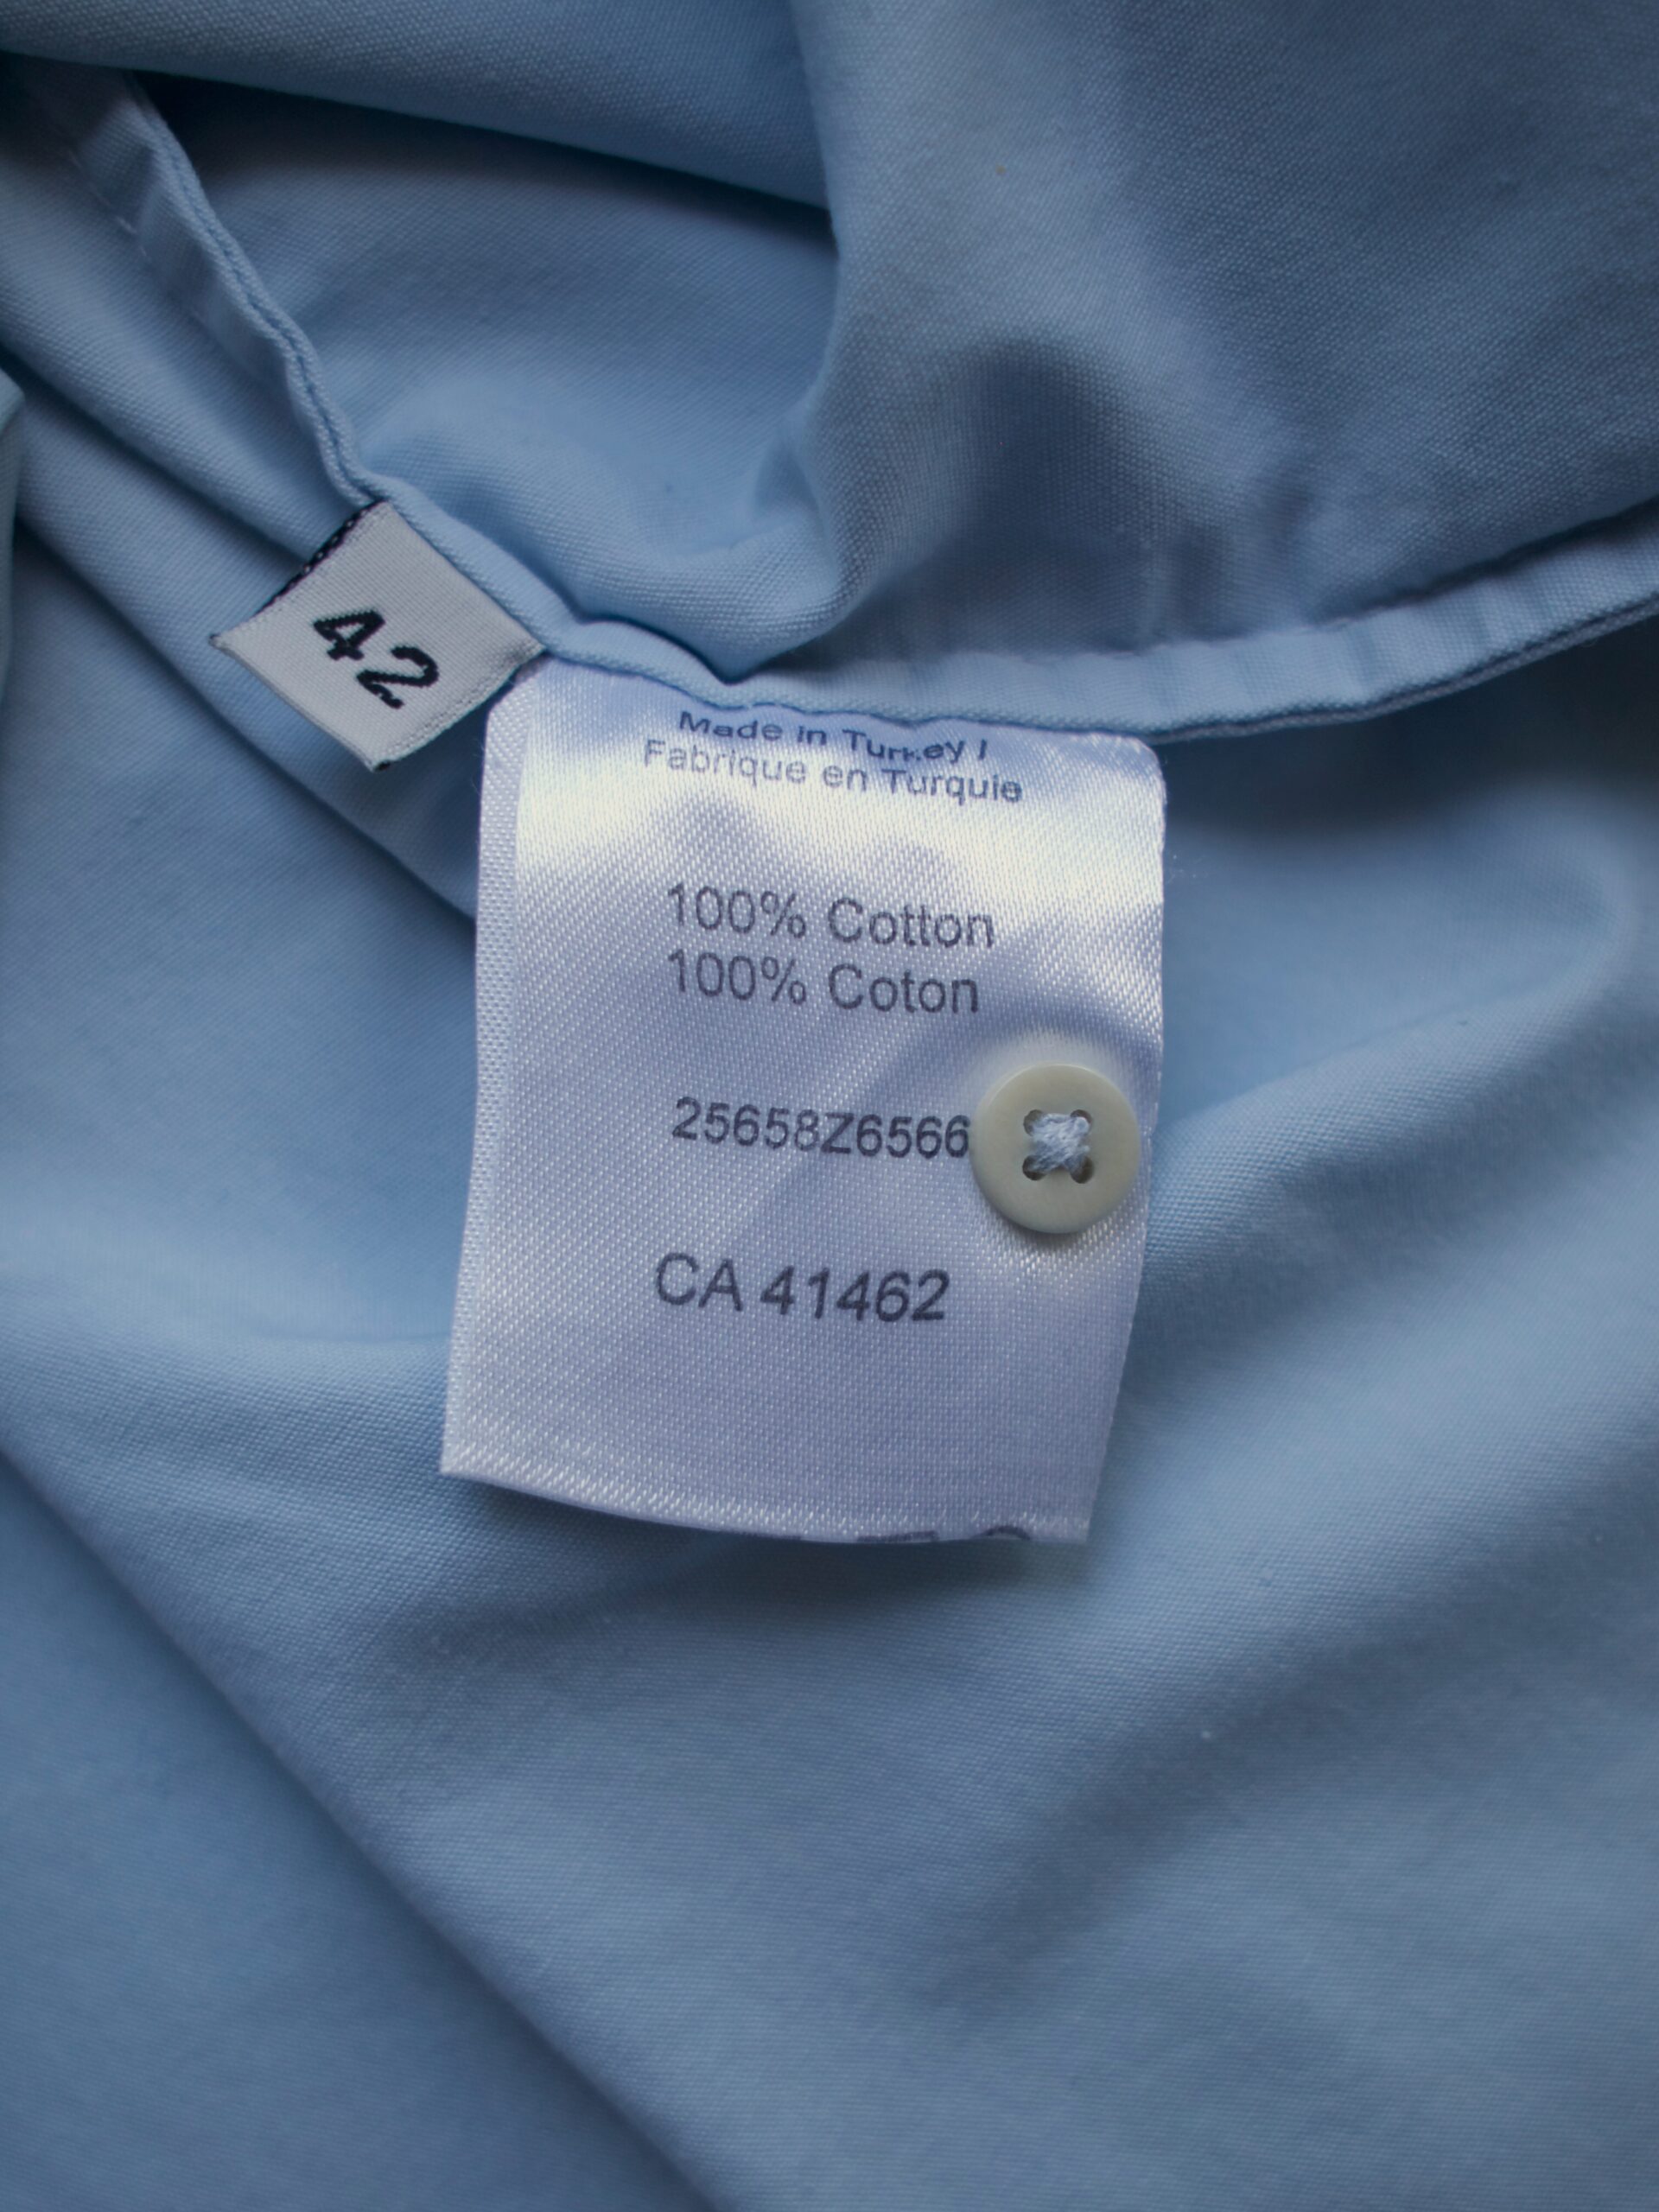 42
Made in Turkey /
Fabrique en Turquie
100% Cotton
100% Coton
25658Z6566
CA 41462